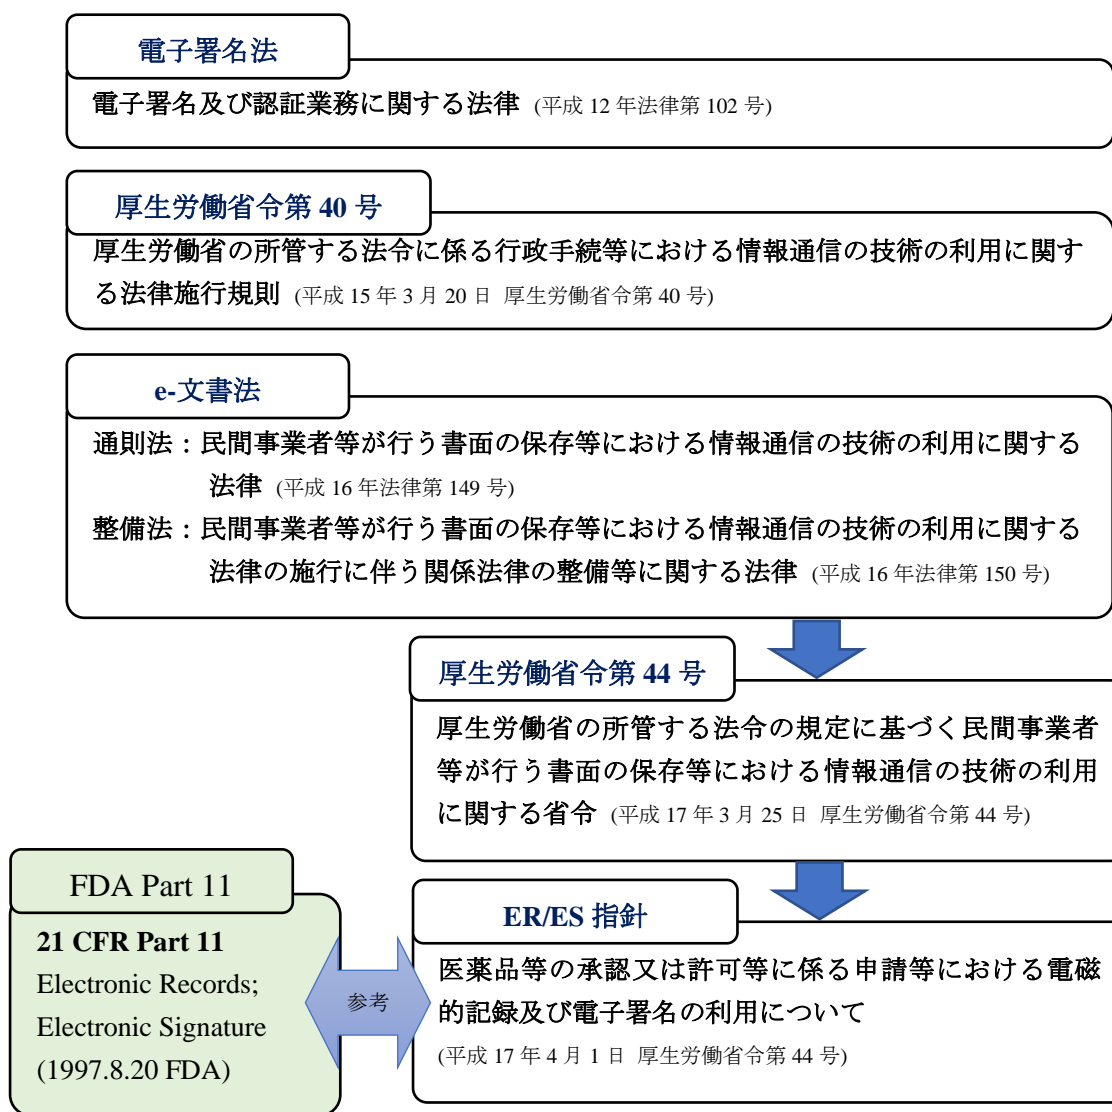 電子署名法
電子署名及び認証業務に関する法律 (平成 12 年法律第 102 号)
厚生労働省令第 40 号
厚生労働省の所管する法令に係る行政手続等における情報通信の技術の利用に関す
る法律施行規則 (平成 15 年 3 月 20 日 厚生労働省令第 40 号)
e-文書法
通則法：民間事業者等が行う書面の保存等における情報通信の技術の利用に関する
法律 (平成 16 年法律第 149 号)
整備法：民間事業者等が行う書面の保存等における情報通信の技術の利用に関する
法律の施行に伴う関係法律の整備等に関する法律 (平成 16 年法律第 150 号)
厚生労働省令第 44 号
厚生労働省の所管する法令の規定に基づく民間事業者
等が行う書面の保存等における情報通信の技術の利用
に関する省令 (平成 17 年 3 月 25 日 厚生労働省令第 44 号)
FDA Part 11
21 CFR Part 11
Electronic Records;
Electronic Signature
(1997.8.20 FDA)
参考
ER/ES 指針
医薬品等の承認又は許可等に係る申請等における電磁
的記録及び電子署名の利用について
(平成 17 年 4 月 1 日 厚生労働省令第 44 号)